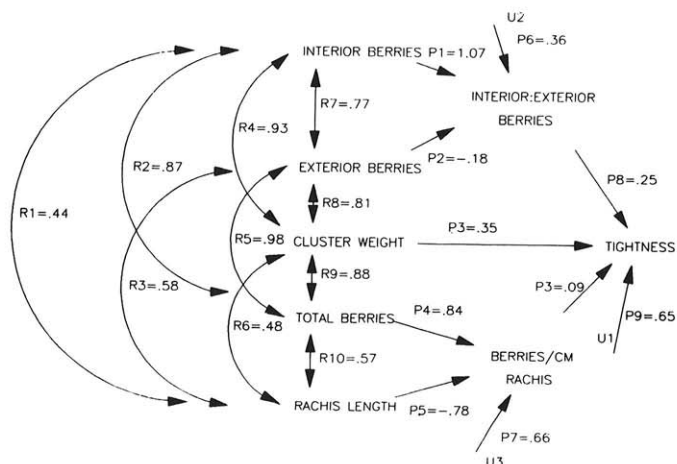 U2
P6=.36
INTERIOR BERRIES P1=1.07
INTERIOR:EXTERIOR
BERRIES
R7=.77
R4=.93
P2=-.18
R2=.87
EXTERIOR BERRIES
P8=.25
R8=.81
R1=.44
P3=.35
R5=.98
CLUSTER WEIGHT
TIGHTNESS
R9=.88
R3=.58
P3=.09
R6=.48
TOTAL BERRIES
P4=.84
P9=.65
U1
R10=.57
BERRIES/CM
RACHIS
RACHIS LENGTH
P5=-.78
P7=.66
U3